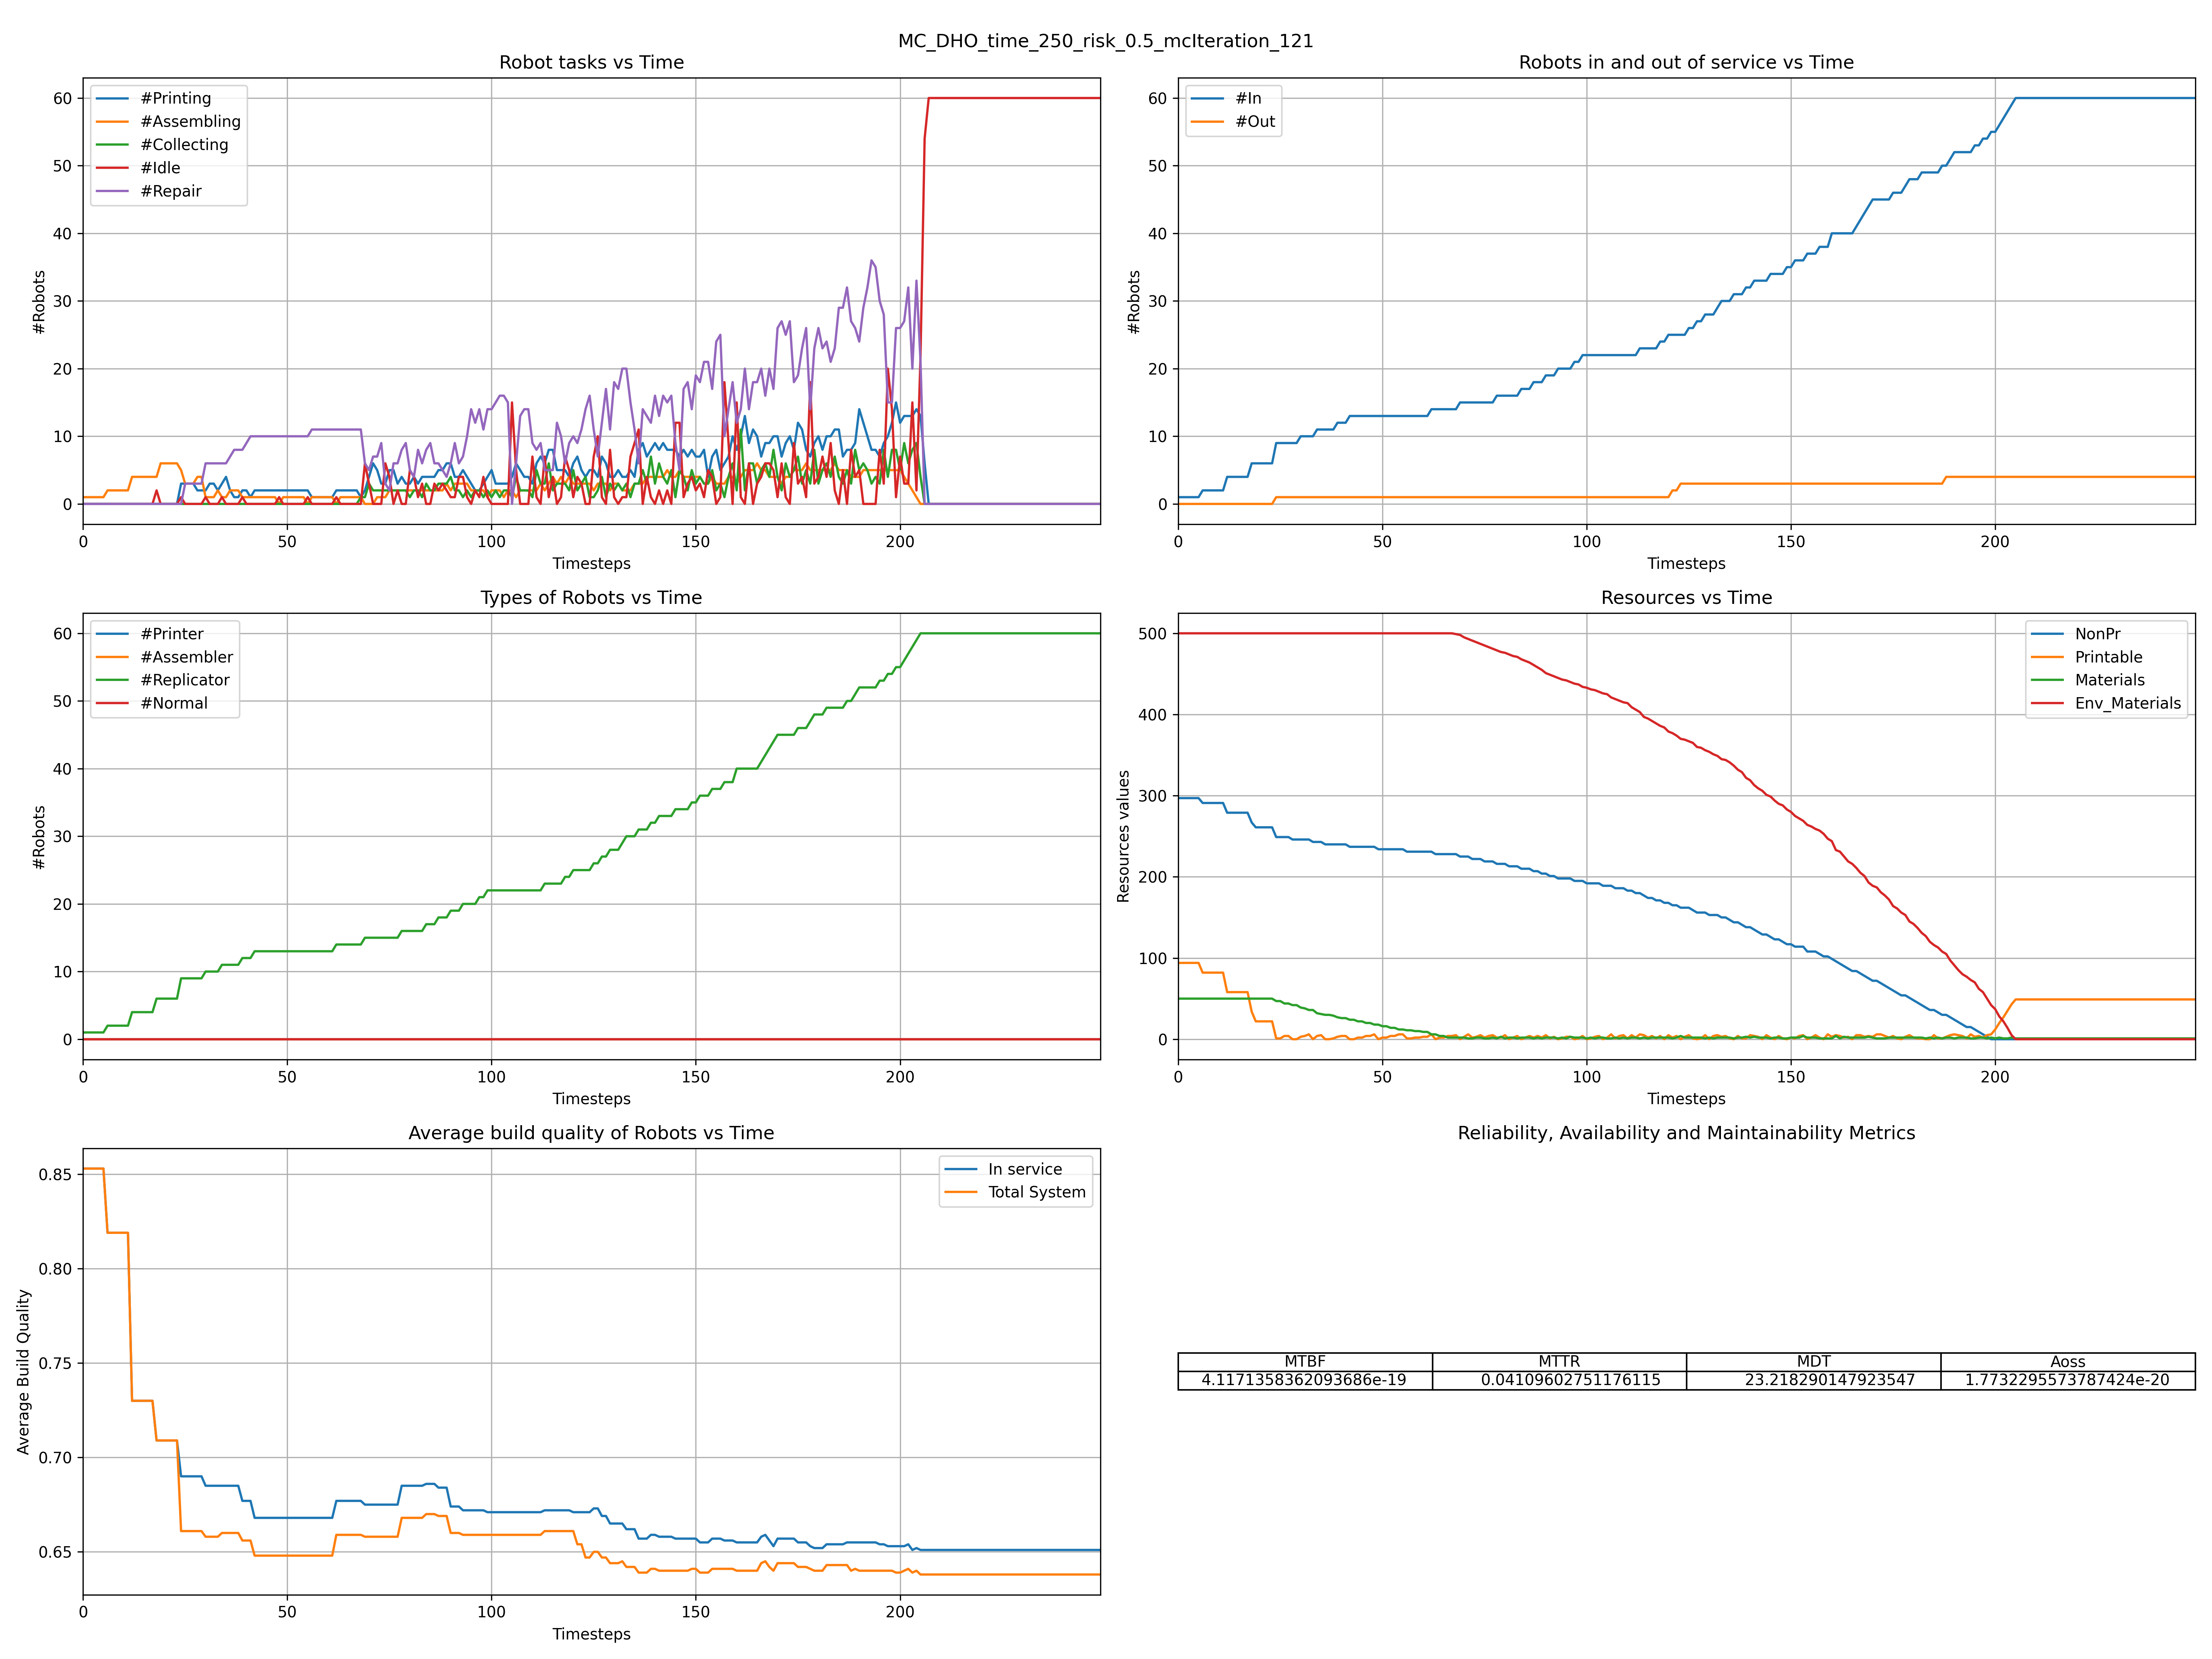 MC_DHO_time_250_risk_0.5_mcIteration_121
Robot tasks vs Time
#Printing
#Assembling
#Collecting
#Idle
#Repair
60
50
40
30
20
10
0
#Robots
0 50 100 150 200
Timesteps
Robots in and out of service vs Time
#In
#Out
60
50
40
30
20
10
0
#Robots
0 50 100 150 200
Timesteps
Types of Robots vs Time
#Printer
#Assembler
#Replicator
#Normal
60
50
40
30
20
10
0
#Robots
0 50 100 150 200
Timesteps
Resources vs Time
NonPr
Printable
Materials
Env_Materials
500
400
300
200
100
0
Resources values
0 50 100 150 200
Timesteps
Average build quality of Robots vs Time
In service
Total System
0.85
0.80
0.75
0.70
0.65
Average Build Quality
0 50 100 150 200
Timesteps
Reliability, Availability and Maintainability Metrics
MTBF MTTR MDT Aoss
4.1171358362093686e-19 0.04109602751176115 23.218290147923547 1.7732295573787424e-20